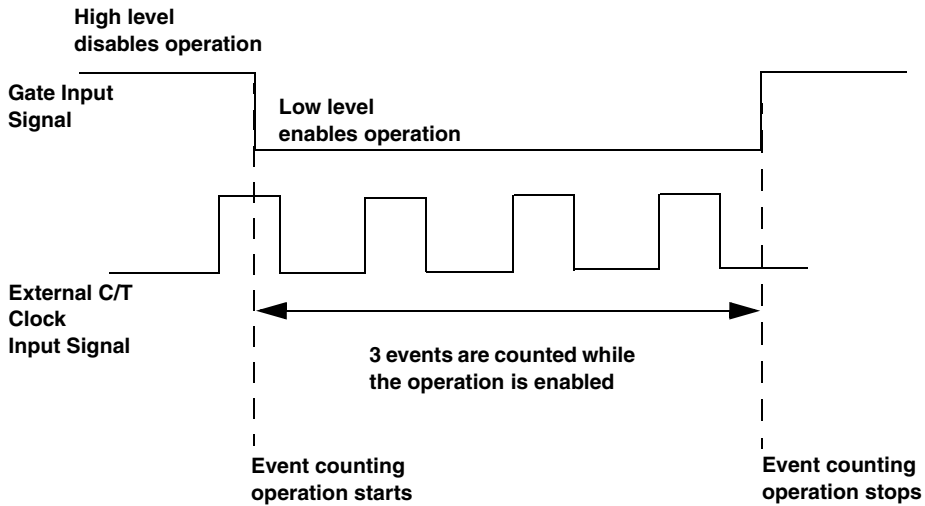 High level
disables operation
Gate Input
Signal
Low level
enables operation
External C/T
Clock
Input Signal
3 events are counted while
the operation is enabled
Event counting
operation starts
Event counting
operation stops